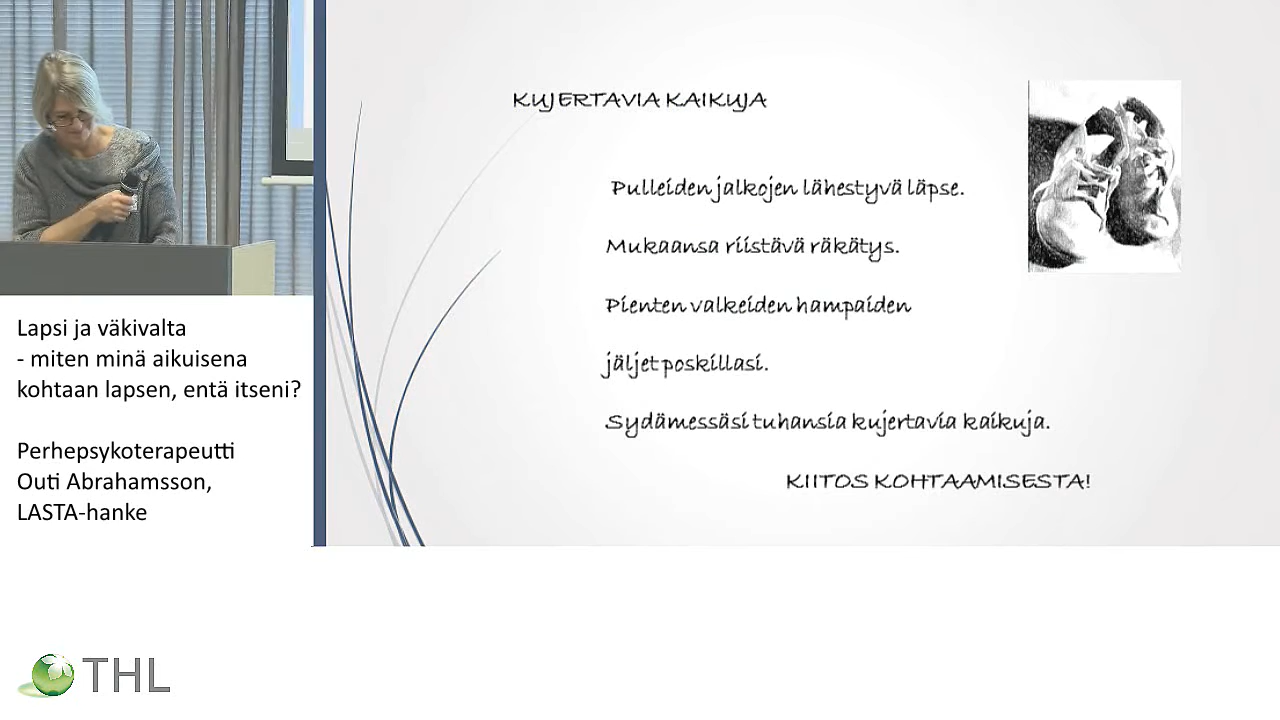 KUJERTAVIA KAIKUJA
Pulleiden jalkojen lähestyvä läpse.
Mukaansa riistävä räkätys.
Pienten valkeiden hampaiden
jäljet poskillasi.
Sydämessäsi tuhansia kujertavia kaikuja.
KIITOS KOHTAAMISESTA!
Lapsi ja väkivalta
- miten minä aikuisena
kohtaan lapsen, entä itseni?
Perhepsykoterapeutti
Outi Abrahamsson,
LASTA-hanke
THL